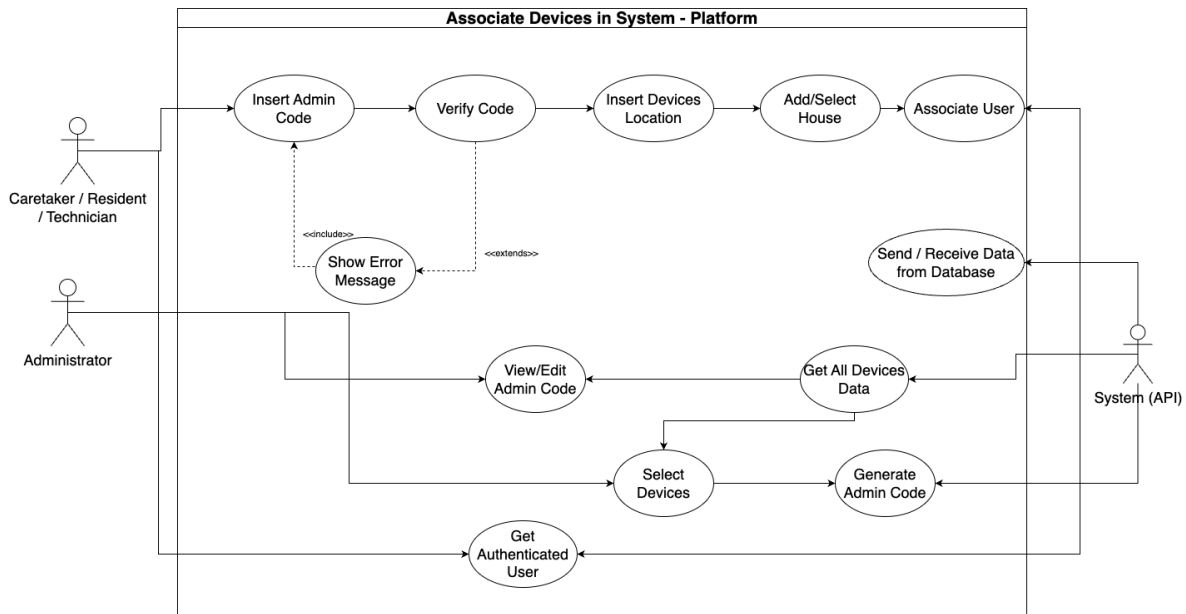 Associate Devices in System - Platform
Insert Admin
Code
Verify Code
Insert Devices
Location
Add/Select
House
Associate User
Caretaker / Resident
/ Technician
<<include>>
<<extends>>
Show Error
Message
Send / Receive Data
from Database
Administrator
View/Edit
Admin Code
Get All Devices
Data
System (API)
Select
Devices
Generate
Admin Code
Get
Authenticated
User